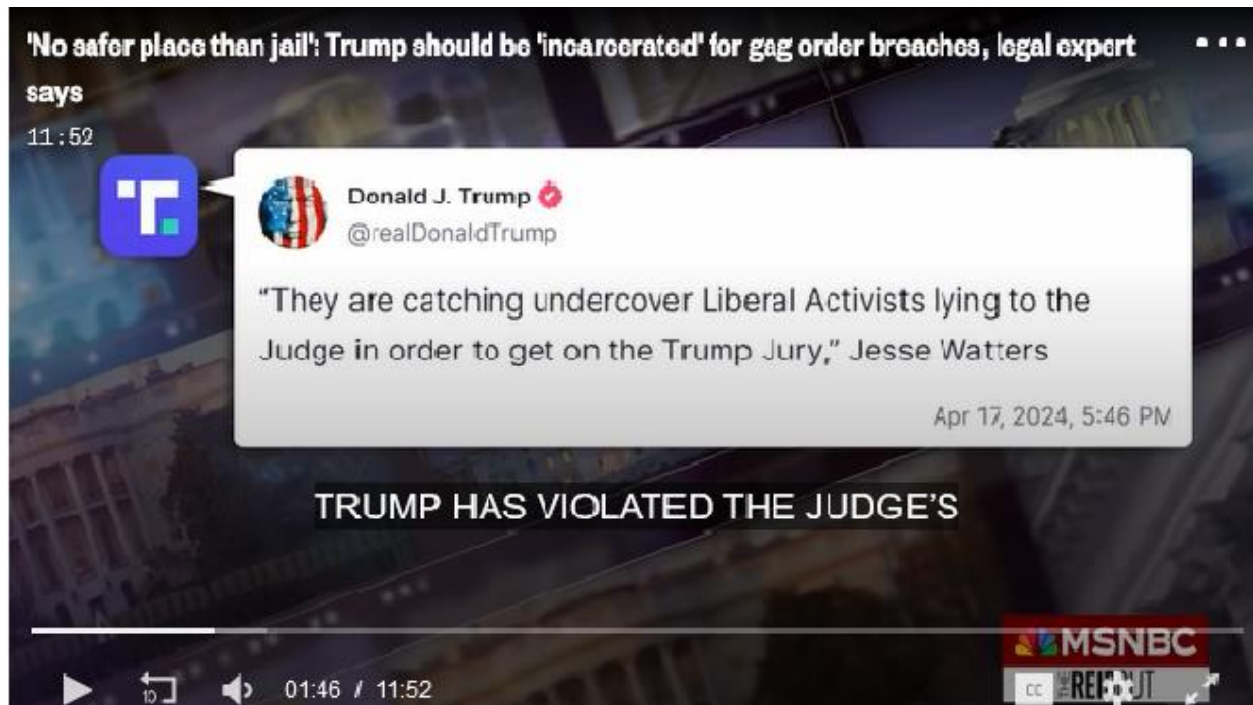 'No safer place than jail': Trump should be 'incarcerated' for gag order breaches, legal expert
says
11:52
Donald J. Trump
@realDonaldTrump
"They are catching undercover Liberal Activists lying to the
Judge in order to get on the Trump Jury," Jesse Watters
Apr 17, 2024, 5:46 PM
TRUMP HAS VIOLATED THE JUDGE'S
MSNBC
THE
10
01:46 / 11:52
CC